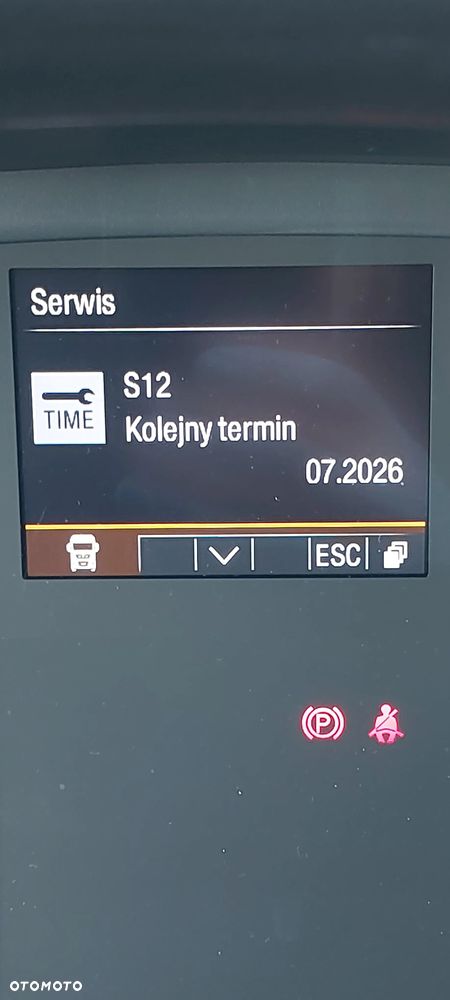 Serwis
TIME
S12
Kolejny termin
07.2026
ESC
P
OTOMOTO